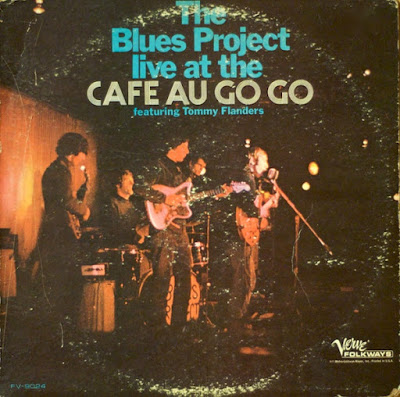 The
Blues Project
live at the
CAFE AU GO GO
featuring Tommy Flanders
Verve
FOLKWAYS
FV-9024